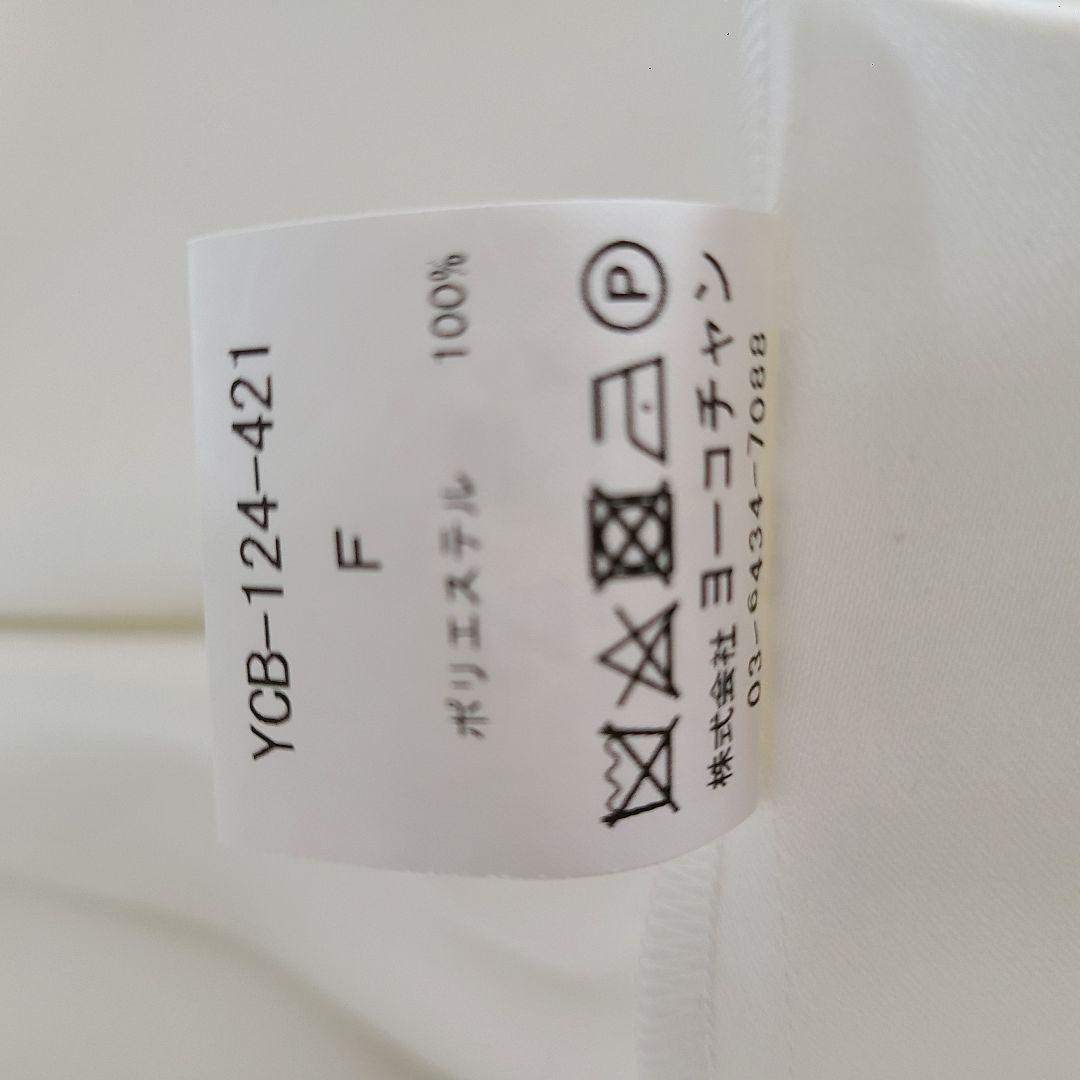 YCB-124-421
F
ポリエステル 100%
P
株式会社 ヨーコチャン
03-6434-7088